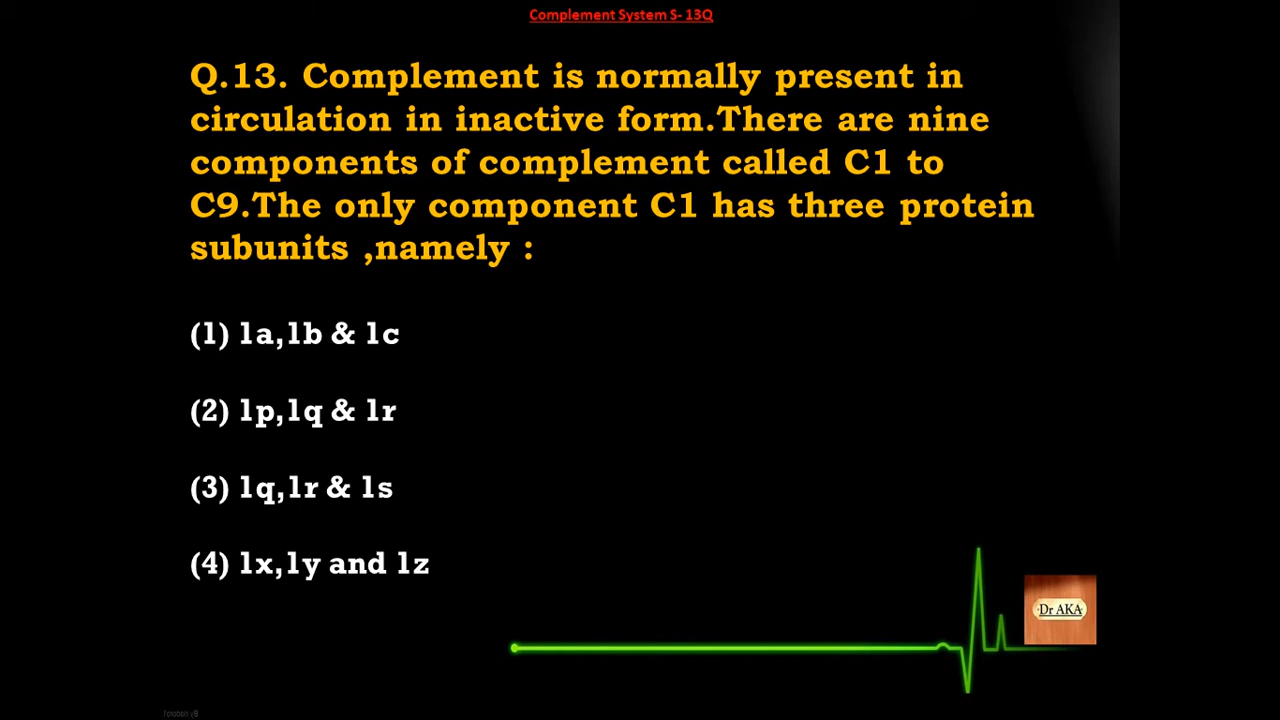 Complement System S- 13Q
Q.13. Complement is normally present in
circulation in inactive form.There are nine
components of complement called C1 to
C9.The only component C1 has three protein
subunits ,namely :
(1) 1a,1b & 1c
(2) 1p,1q & 1r
(3) 1q,1r & 1s
(4) 1x,1y and 1z
Dr AKA